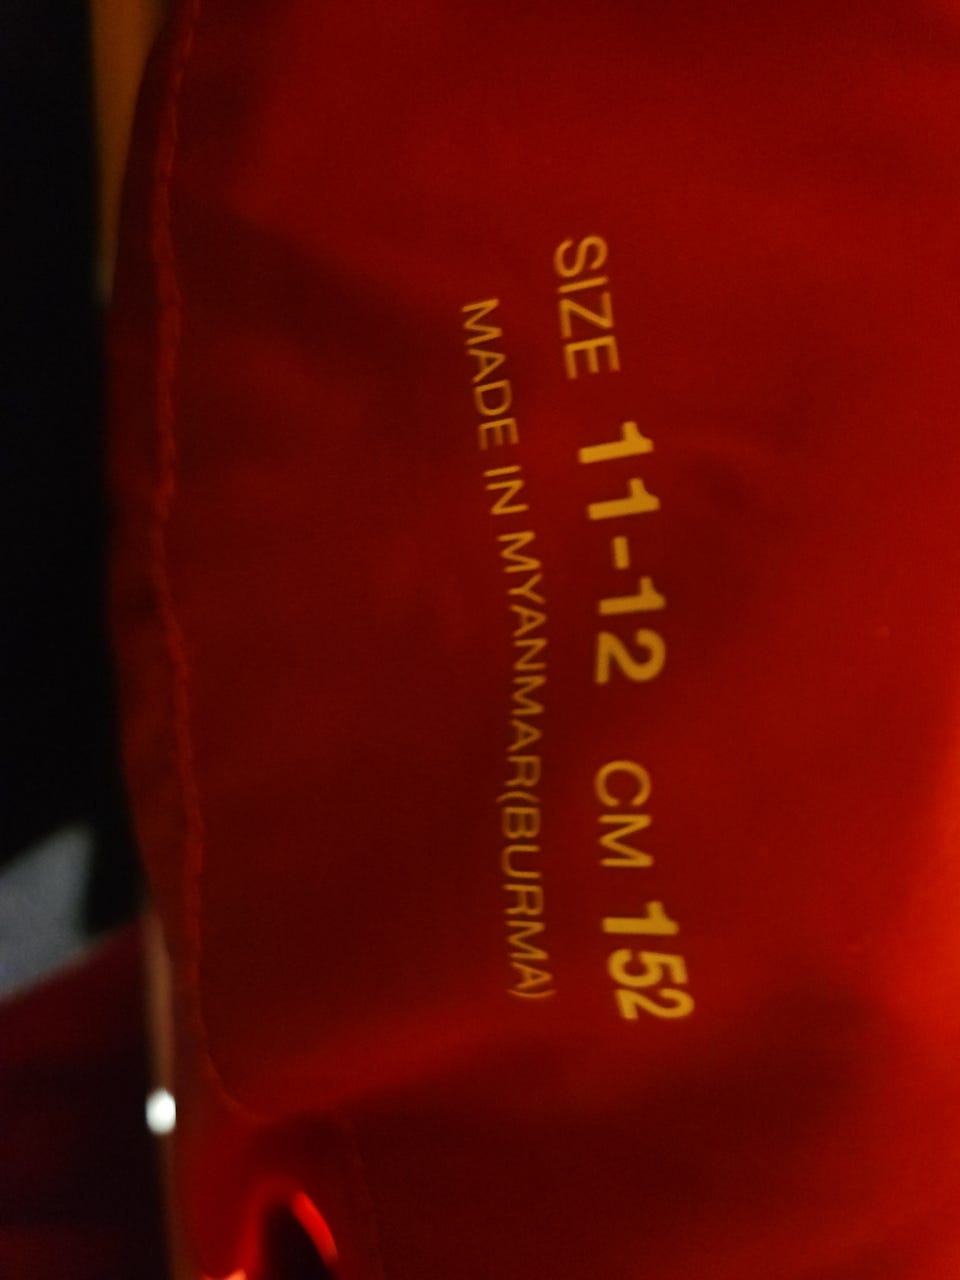 SIZE 11-12 CM 152
MADE IN MYANMAR(BURMA)